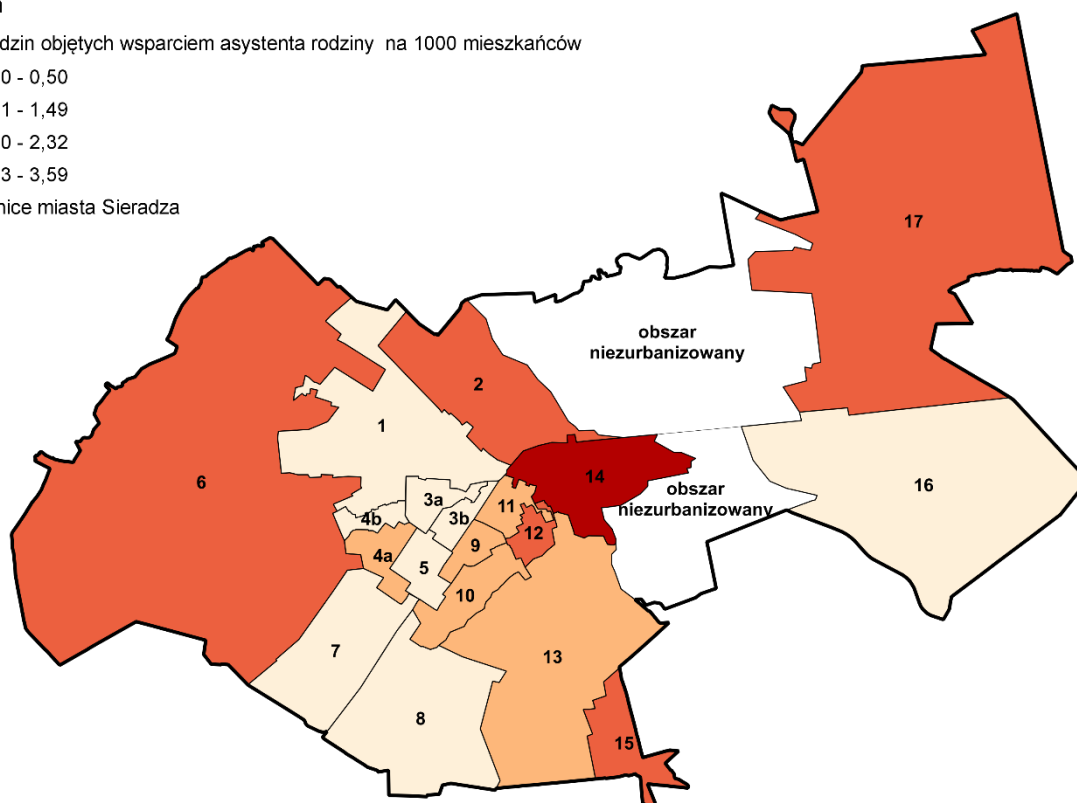 dzin objętych wsparciem asystenta rodziny na 1000 mieszkańców
0 - 0,50
1 - 1,49
0 - 2,32
3 - 3,59
nice miasta Sieradza
17
obszar
niezurbanizowany
2
1
6
14
16
obszar
niezurbanizowany
3a
3b
11
4b
12
9
4a
5
10
7
13
8
15